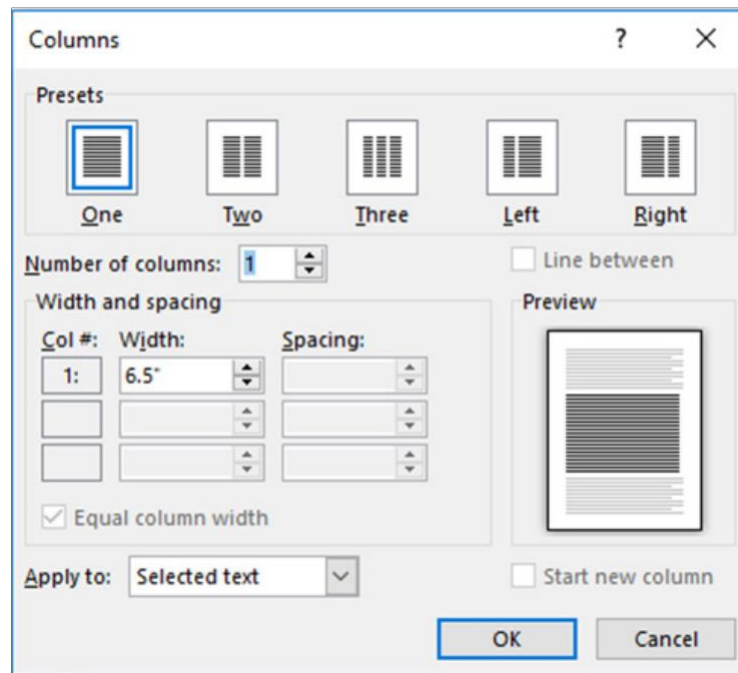 Columns ? X
Presets
One Two Three Left Right
Number of columns: 1 Line between
Width and spacing Preview
Col #: Width: Spacing:
1: 6.5"
Equal column width
Apply to: Selected text Start new column
OK Cancel